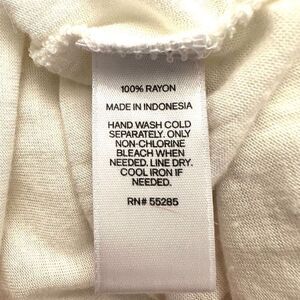 100% RAYON
MADE IN INDONESIA
HAND WASH COLD
SEPARATELY. ONLY
NON-CHLORINE
BLEACH WHEN
NEEDED. LINE DRY.
COOL IRON IF
NEEDED.
RN# 55285